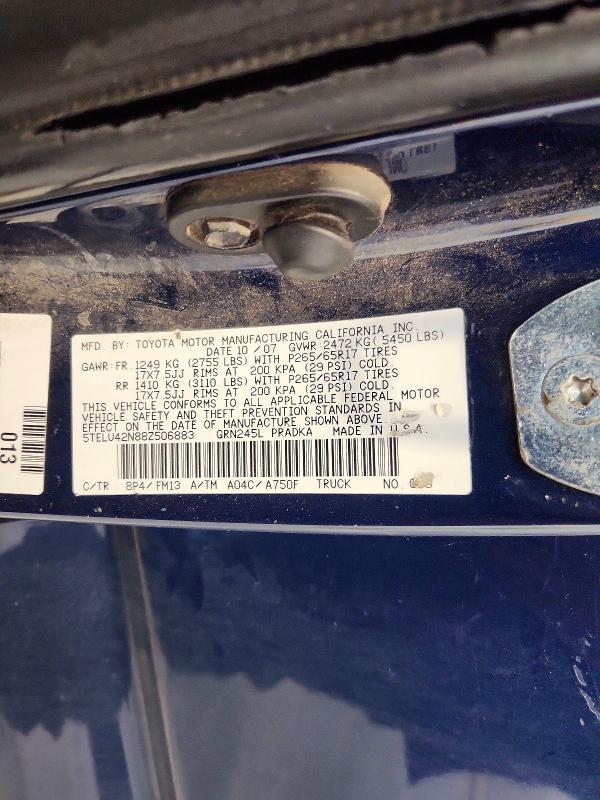 MFD. BY: TOYOTA MOTOR MANUFACTURING CALIFORNIA INC.
DATE 10 / 07 GVWR:2472 KG( 5450 LBS)
GAWR:FR. 1249 KG (2755 LBS) WITH P265/65R17 TIRES
17X7.5JJ RIMS AT 200 KPA (29 PSI) COLD.
RR 1410 KG (3110 LBS) WITH P265/65R17 TIRES
17X7.5JJ RIMS AT 200 KPA (29 PSI) COLD.
THIS VEHICLE CONFORMS TO ALL APPLICABLE FEDERAL MOTOR
VEHICLE SAFETY AND THEFT PREVENTION STANDARDS IN
EFFECT ON THE DATE OF MANUFACTURE SHOWN ABOVE
5TELU42N88Z506883 GRN245L PRADKA MADE IN U.S.A.
C/TR 8P4/FM13 A/TM A04C/A750F TRUCK NO.
013